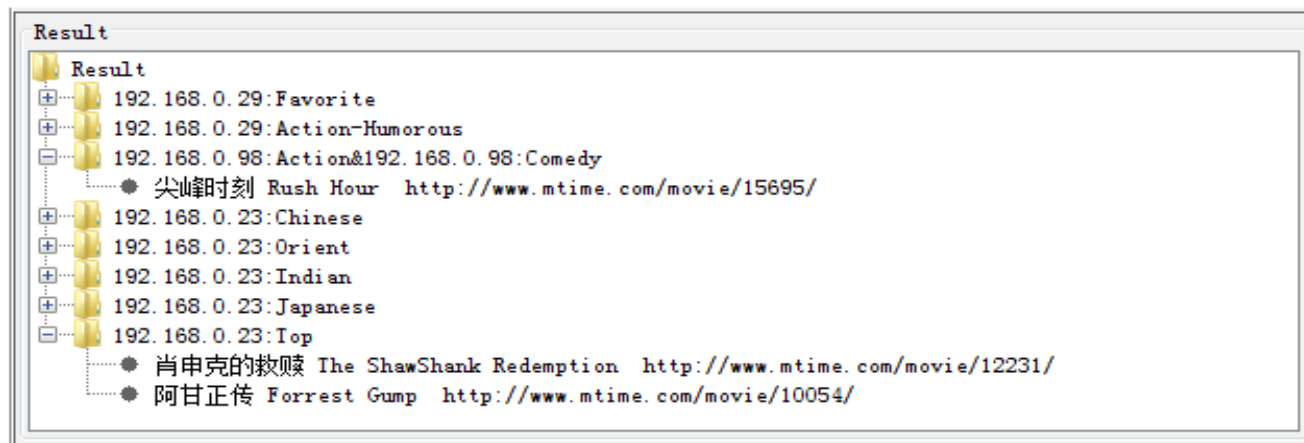 Result
Result
192.168.0.29:Favorite
192.168.0.29:Action-Humorous
192.168.0.98:Action&192.168.0.98:Comedy
尖峰时刻 Rush Hour http://www.mtime.com/movie/15695/
192.168.0.23:Chinese
192.168.0.23:Orient
192.168.0.23:Indian
192.168.0.23:Japanese
192.168.0.23:Top
肖申克的救赎 The ShawShank Redemption http://www.mtime.com/movie/12231/
阿甘正传 Forrest Gump http://www.mtime.com/movie/10054/